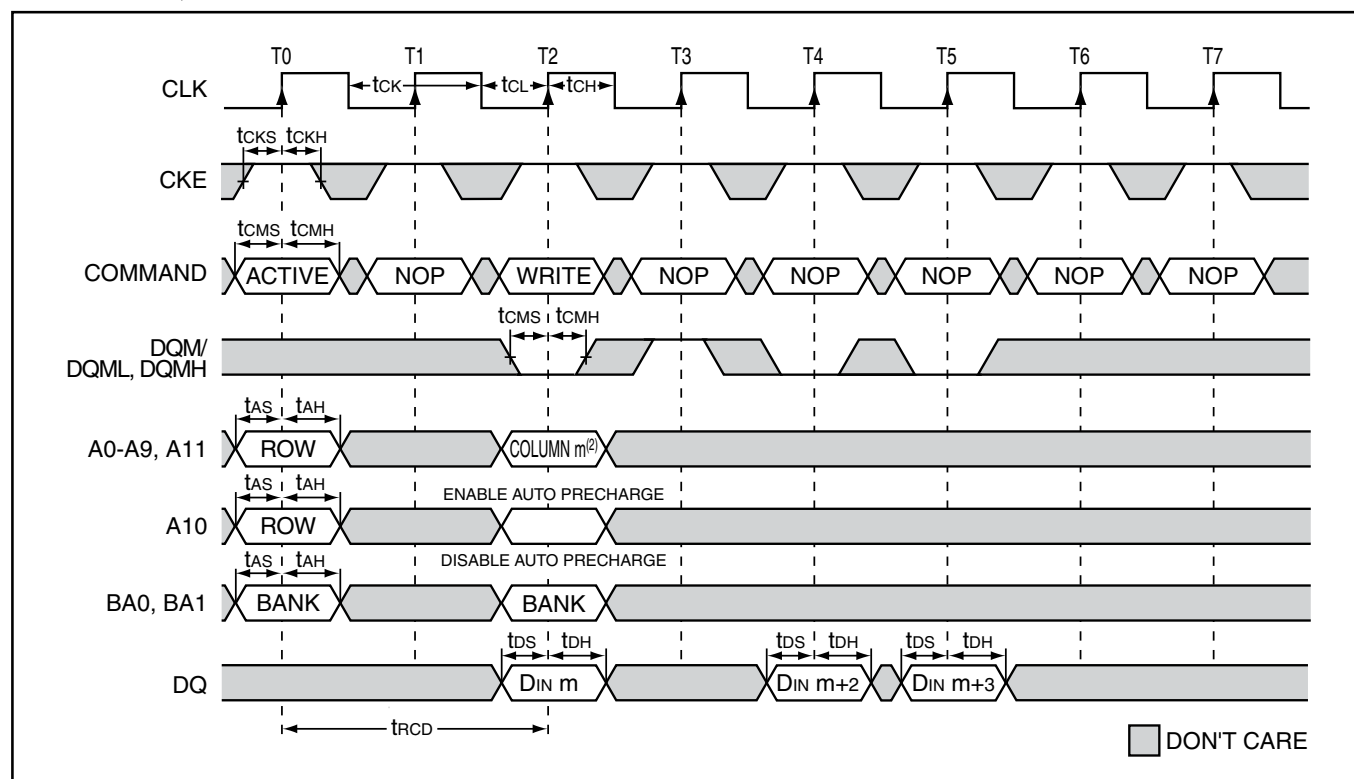 T0 T1 T2 T3 T4 T5 T6 T7
CLK
tCK tCL tCH
tCKS tCKH
CKE
tCMS tCMH
COMMAND
ACTIVE NOP WRITE NOP NOP NOP NOP NOP
tCMS tCMH
DQM/
DQML, DQMH
tAS tAH
A0-A9, A11
ROW COLUMN m(2)
tAS tAH
ENABLE AUTO PRECHARGE
A10
ROW
tAS tAH
DISABLE AUTO PRECHARGE
BA0, BA1
BANK BANK
tDS tDH tDS tDH tDS tDH
DQ
DIN m DIN m+2 DIN m+3
tRCD
DON'T CARE